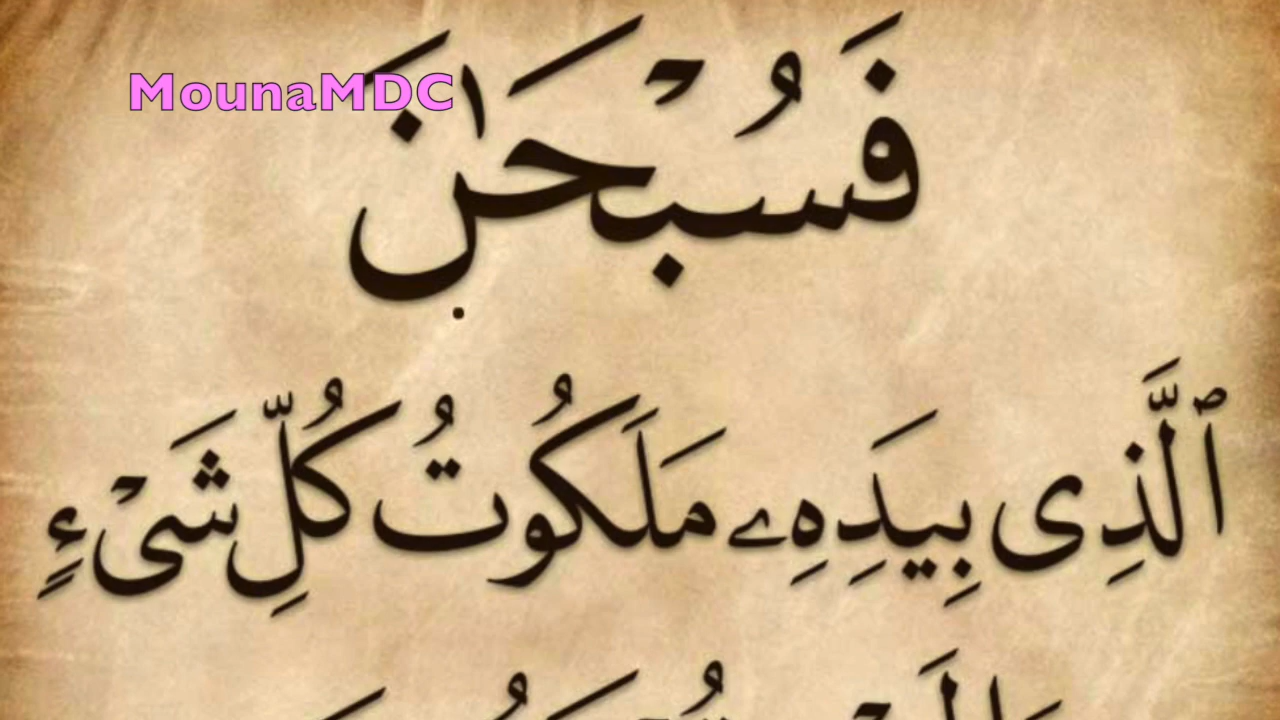 MounaMDC
فَسُبْحَٰنَ
ٱلَّذِى بِيَدِهِۦ مَلَكُوتُ كُلِّ شَىْءٍ